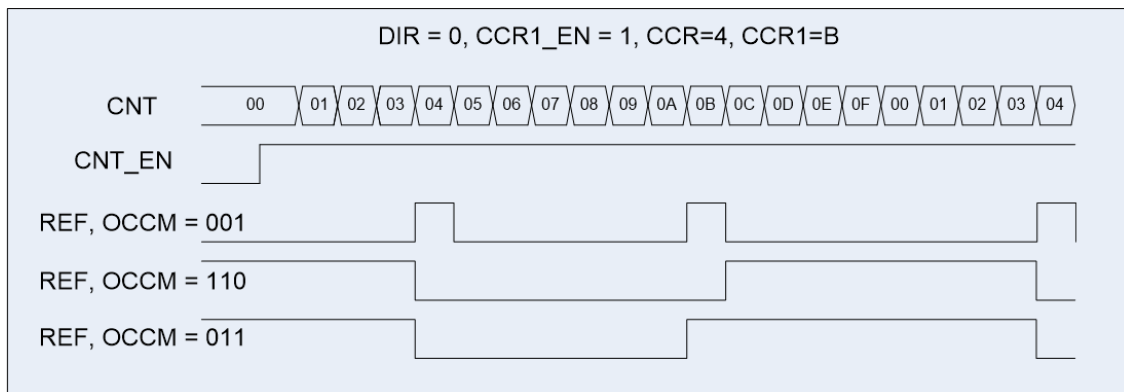 DIR = 0, CCR1_EN = 1, CCR=4, CCR1=B
CNT 00 01 02 03 04 05 06 07 08 09 0A 0B 0C 0D 0E 0F 00 01 02 03 04
CNT_EN
REF, OCCM = 001
REF, OCCM = 110
REF, OCCM = 011